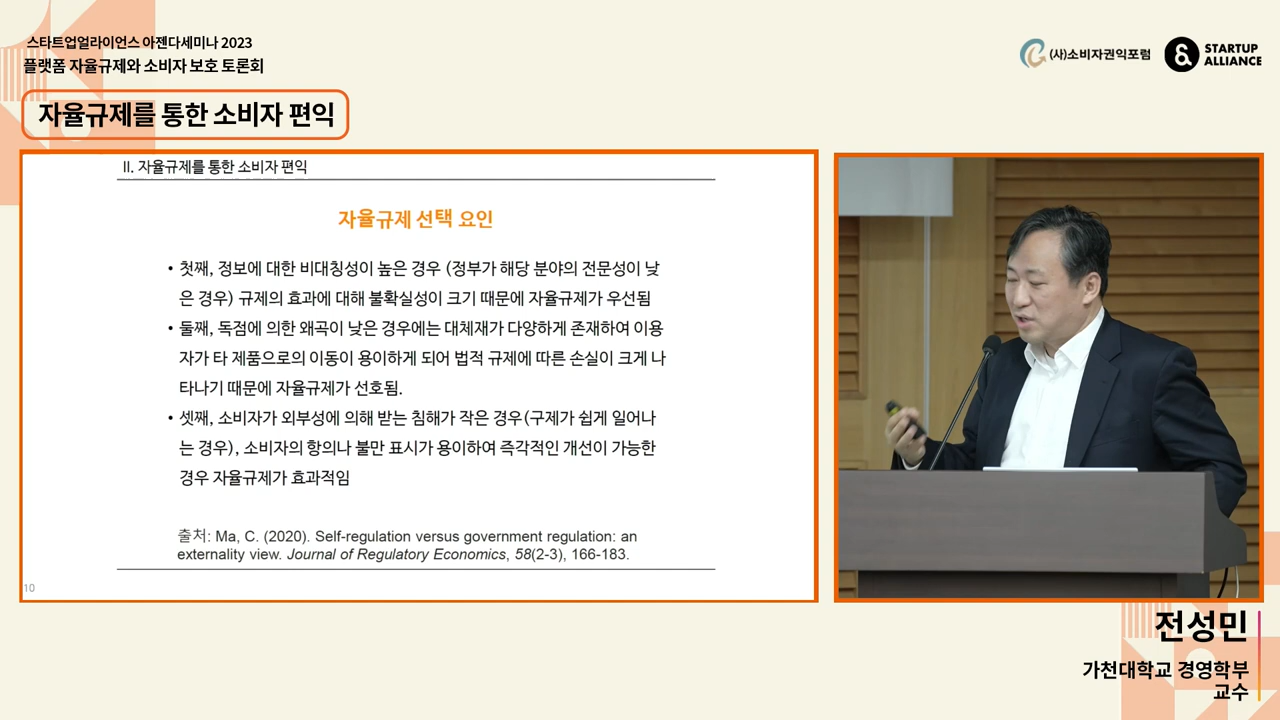 스타트업얼라이언스 아젠다세미나 2023
플랫폼 자율규제와 소비자 보호 토론회
(사)소비자권익포럼
STARTUP
ALLIANCE
자율규제를 통한 소비자 편익
II. 자율규제를 통한 소비자 편익
자율규제 선택 요인
• 첫째, 정보에 대한 비대칭성이 높은 경우 (정부가 해당 분야의 전문성이 낮
은 경우) 규제의 효과에 대해 불확실성이 크기 때문에 자율규제가 우선됨
• 둘째, 독점에 의한 왜곡이 낮은 경우에는 대체재가 다양하게 존재하여 이용
자가 타 제품으로의 이동이 용이하게 되어 법적 규제에 따른 손실이 크게 나
타나기 때문에 자율규제가 선호됨.
• 셋째, 소비자가 외부성에 의해 받는 침해가 작은 경우(구제가 쉽게 일어나
는 경우), 소비자의 항의나 불만 표시가 용이하여 즉각적인 개선이 가능한
경우 자율규제가 효과적임
출처: Ma, C. (2020). Self-regulation versus government regulation: an
externality view. Journal of Regulatory Economics, 58(2-3), 166-183.
10
전성민
가천대학교 경영학부
교수